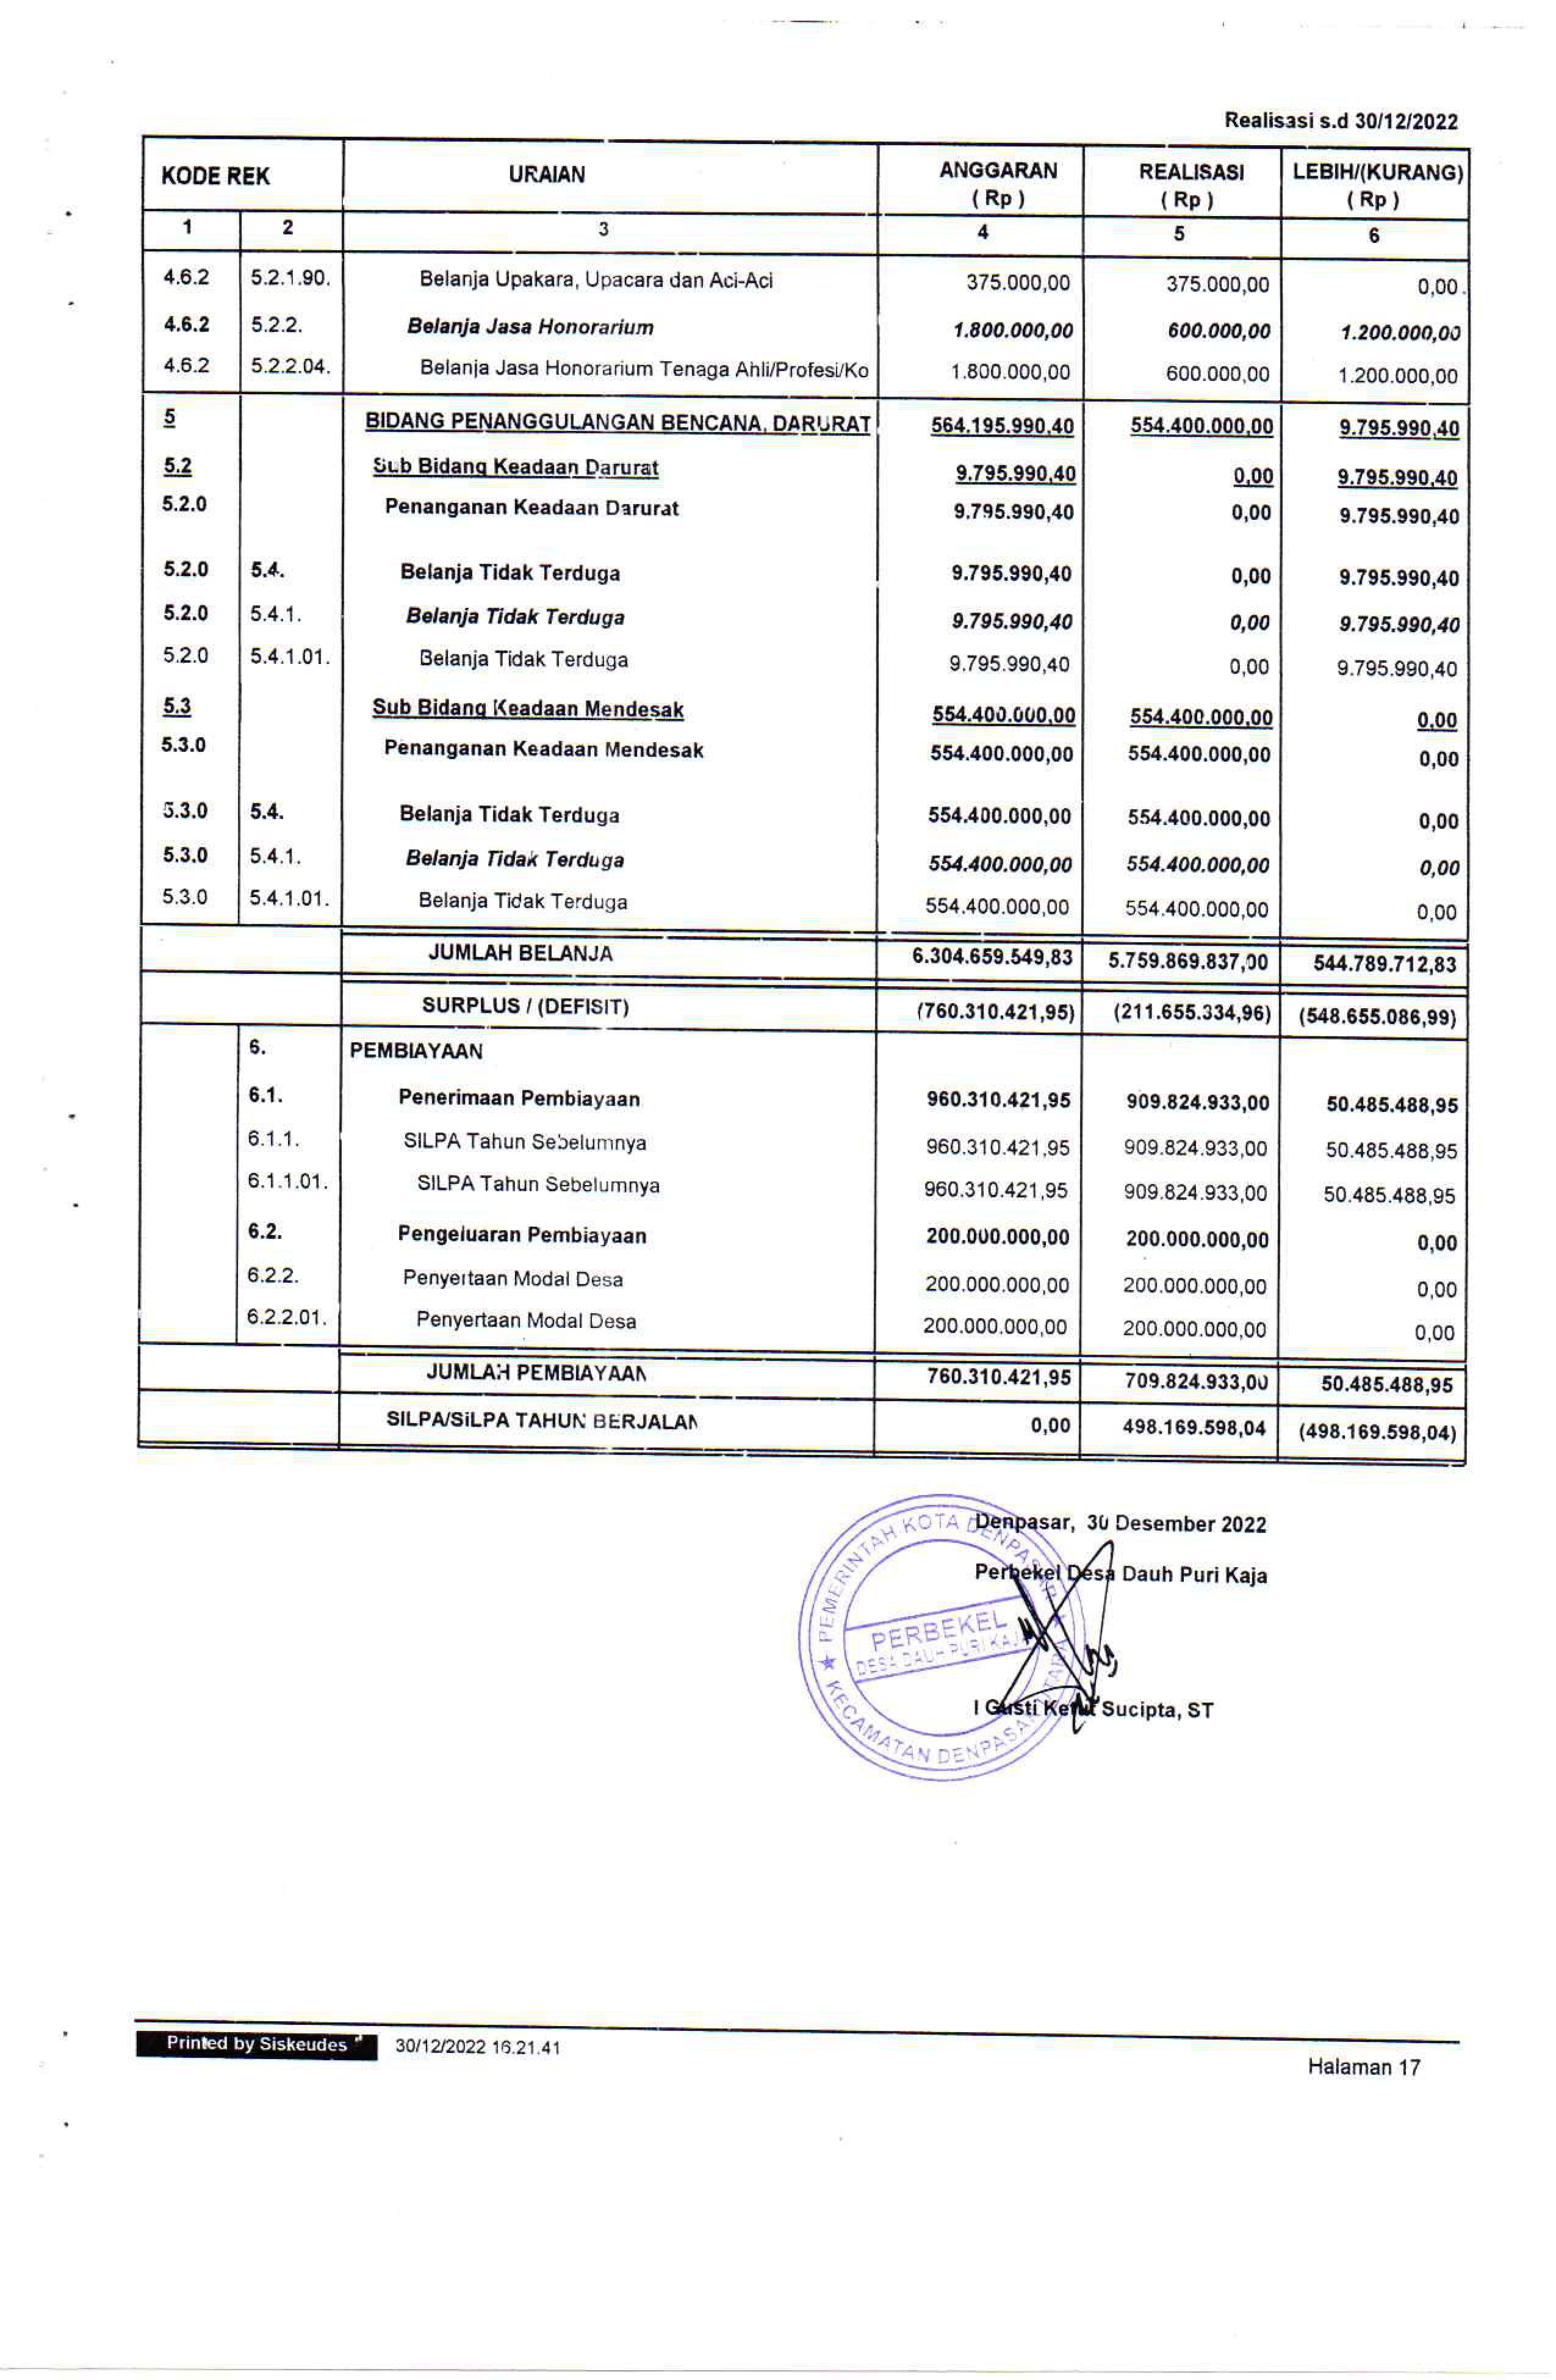 Realisasi s.d 30/12/2022
KODE REK URAIAN ANGGARAN REALISASI LEBIH/(KURANG)
( Rp ) ( Rp ) ( Rp )
1 2 3 4 5 6
4.6.2 5.2.1.90. Belanja Upakara, Upacara dan Aci-Aci 375.000,00 375.000,00 0,00
4.6.2 5.2.2. Belanja Jasa Honorarium 1.800.000,00 600.000,00 1.200.000,00
4.6.2 5.2.2.04. Belanja Jasa Honorarium Tenaga Ahli/Profesi/Ko 1.800.000,00 600.000,00 1.200.000,00
5 BIDANG PENANGGULANGAN BENCANA, DARURAT 564.195.990,40 554.400.000,00 9.795.990,40
5.2 Sub Bidang Keadaan Darurat 9.795.990,40 0,00 9.795.990,40
5.2.0 Penanganan Keadaan Darurat 9.795.990,40 0,00 9.795.990,40
5.2.0 5.4. Belanja Tidak Terduga 9.795.990,40 0,00 9.795.990,40
5.2.0 5.4.1. Belanja Tidak Terduga 9.795.990,40 0,00 9.795.990,40
5.2.0 5.4.1.01. Belanja Tidak Terduga 9.795.990,40 0,00 9.795.990,40
5.3 Sub Bidang Keadaan Mendesak 554.400.000,00 554.400.000,00 0,00
5.3.0 Penanganan Keadaan Mendesak 554.400.000,00 554.400.000,00 0,00
5.3.0 5.4. Belanja Tidak Terduga 554.400.000,00 554.400.000,00 0,00
5.3.0 5.4.1. Belanja Tidak Terduga 554.400.000,00 554.400.000,00 0,00
5.3.0 5.4.1.01. Belanja Tidak Terduga 554.400.000,00 554.400.000,00 0,00
JUMLAH BELANJA 6.304.659.549,83 5.759.869.837,00 544.789.712,83
SURPLUS / (DEFISIT) (760.310.421,95) (211.655.334,96) (548.655.086,99)
6. PEMBIAYAAN
6.1. Penerimaan Pembiayaan 960.310.421,95 909.824.933,00 50.485.488,95
6.1.1. SILPA Tahun Sebelumnya 960.310.421,95 909.824.933,00 50.485.488,95
6.1.1.01. SILPA Tahun Sebelumnya 960.310.421,95 909.824.933,00 50.485.488,95
6.2. Pengeluaran Pembiayaan 200.000.000,00 200.000.000,00 0,00
6.2.2. Penyertaan Modal Desa 200.000.000,00 200.000.000,00 0,00
6.2.2.01. Penyertaan Modal Desa 200.000.000,00 200.000.000,00 0,00
JUMLAH PEMBIAYAAN 760.310.421,95 709.824.933,00 50.485.488,95
SILPA/SiLPA TAHUN BERJALAN 0,00 498.169.598,04 (498.169.598,04)
Denpasar, 30 Desember 2022
Perbekel Desa Dauh Puri Kaja
PEMERINTAH KOTA DENPASAR
PERBEKEL
DESA DAUH PURI KAJA
KECAMATAN DENPASAR UTARA
I Gusti Ketut Sucipta, ST
Printed by Siskeudes 30/12/2022 16.21.41
Halaman 17